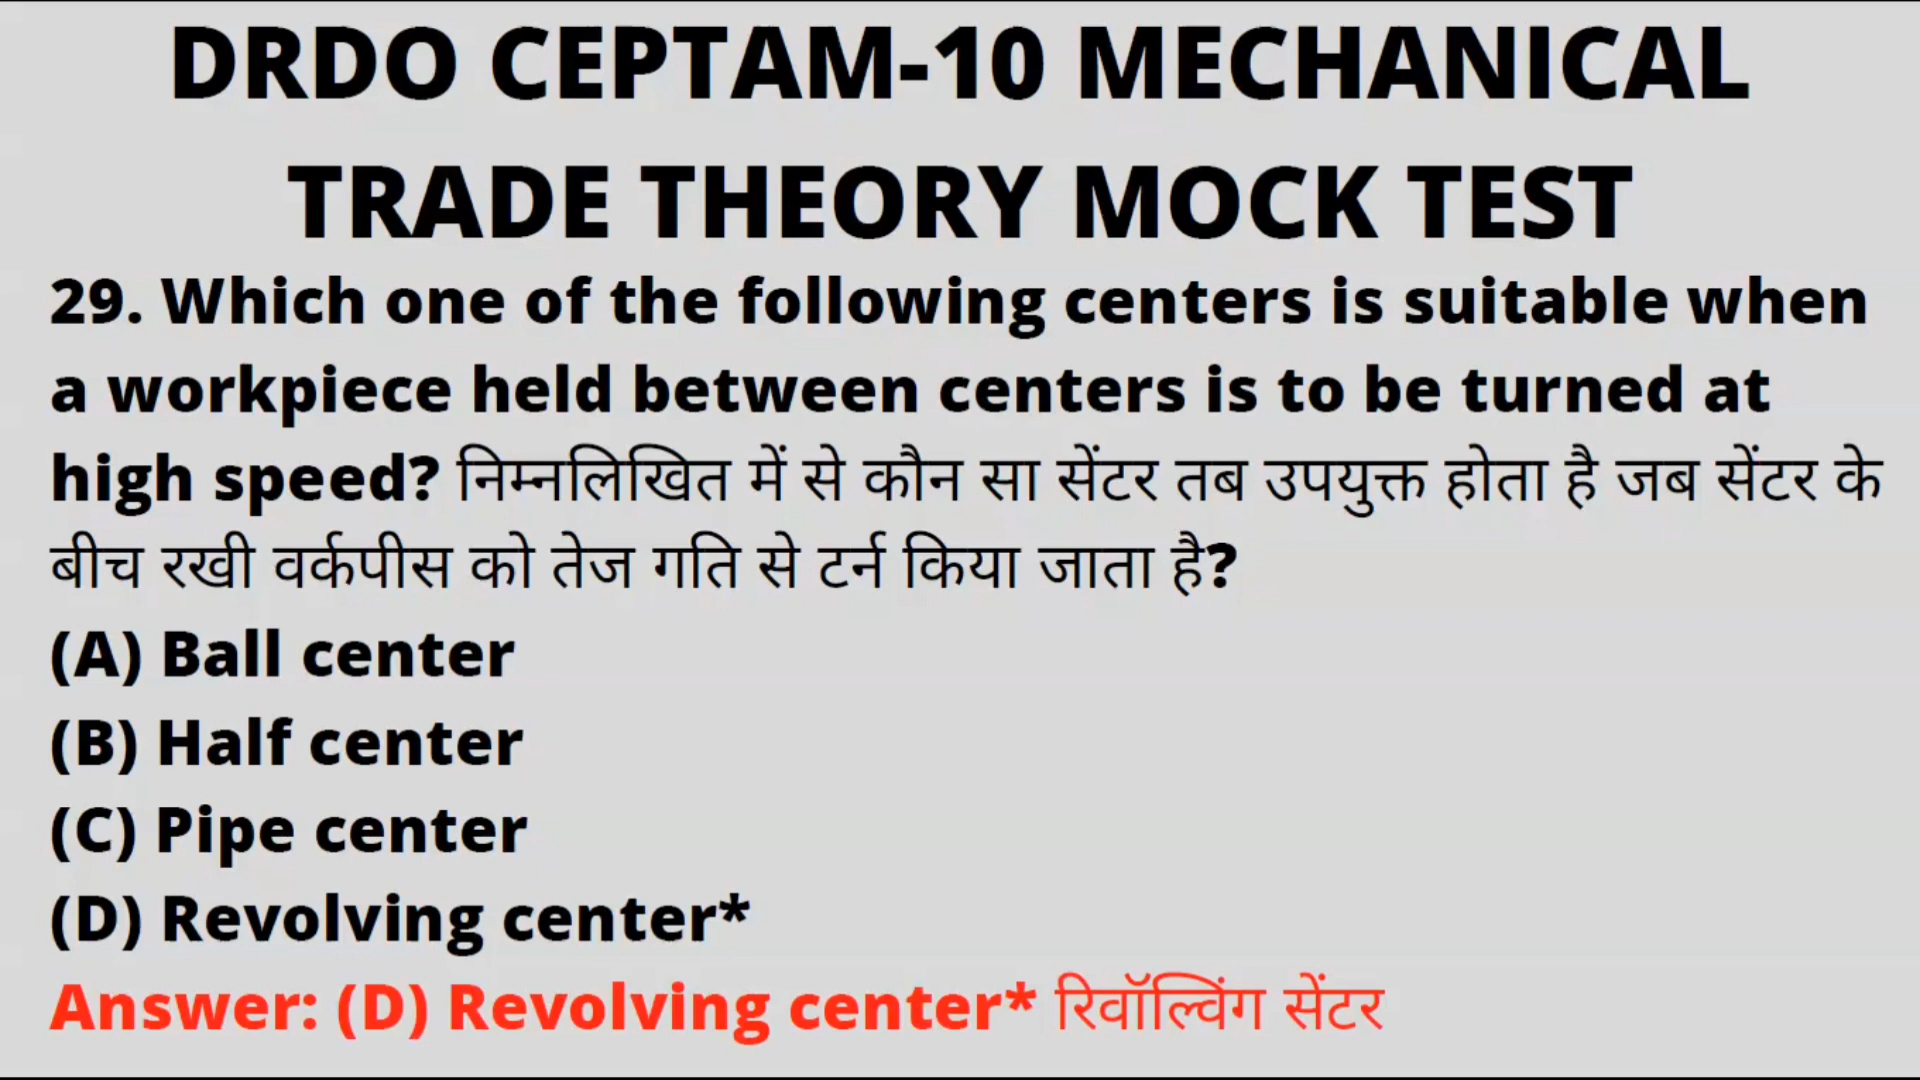 DRDO CEPTAM-10 MECHANICAL
TRADE THEORY MOCK TEST
29. Which one of the following centers is suitable when
a workpiece held between centers is to be turned at
high speed? निम्नलिखित में से कौन सा सेंटर तब उपयुक्त होता है जब सेंटर के
बीच रखी वर्कपीस को तेज गति से टर्न किया जाता है?
(A) Ball center
(B) Half center
(C) Pipe center
(D) Revolving center*
Answer: (D) Revolving center* रिवॉल्विंग सेंटर